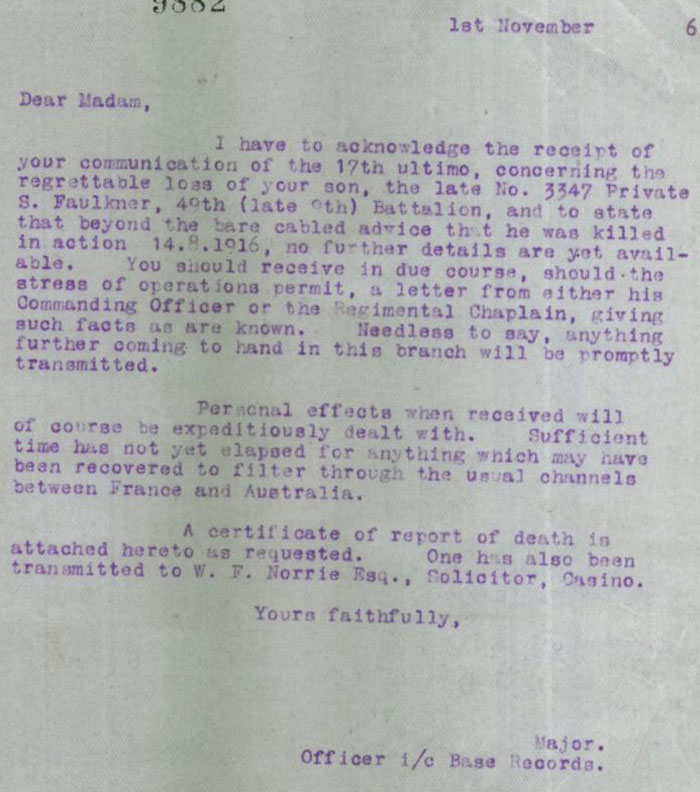 9882
1st November 6
Dear Madam,
I have to acknowledge the receipt of
your communication of the 17th ultimo, concerning the
regrettable loss of your son, the late No. 3347 Private
S. Faulkner, 49th (late 9th) Battalion, and to state
that beyond the bare cabled advice that he was killed
in action 14.8.1916, no further details are yet avail-
able. You should receive in due course, should the
stress of operations permit, a letter from either his
Commanding Officer or the Regimental Chaplain, giving
such facts as are known. Needless to say, anything
further coming to hand in this branch will be promptly
transmitted.
Personal effects when received will
of course be expeditiously dealt with. Sufficient
time has not yet elapsed for anything which may have
been recovered to filter through the usual channels
between France and Australia.
A certificate of report of death is
attached hereto as requested. One has also been
transmitted to W. F. Norrie Esq., Solicitor, Casino.
Yours faithfully,
Major.
Officer i/c Base Records.